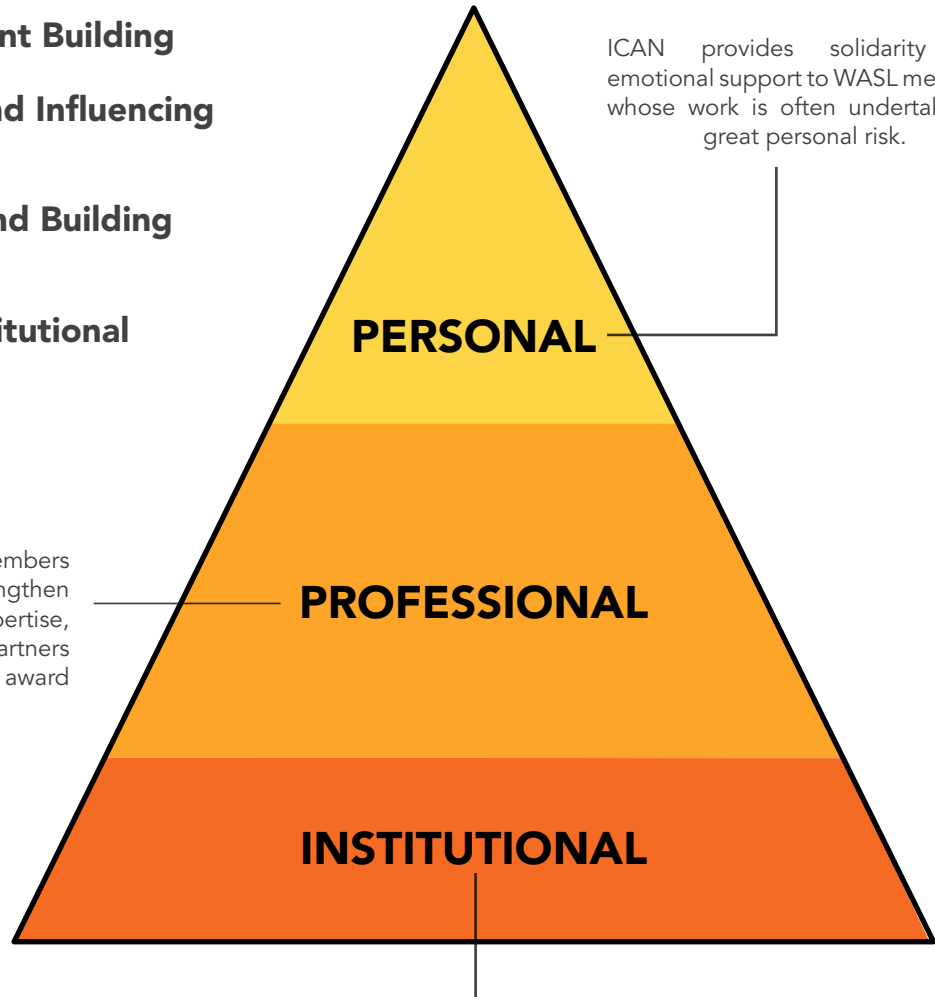 nt Building
nd Influencing
nd Building
itutional
ICAN provides solidarity
emotional support to WASL me
whose work is often underta
great personal risk.
PERSONAL
embers
ngthen
pertise,
artners
award
PROFESSIONAL
INSTITUTIONAL